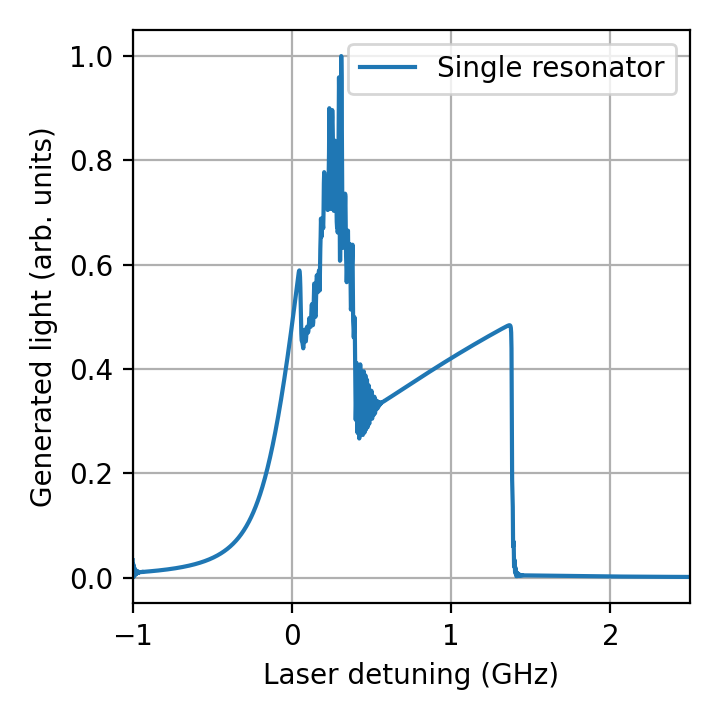 Single resonator
Generated light (arb. units)
1.0
0.8
0.6
0.4
0.2
0.0
−1 0 1 2
Laser detuning (GHz)